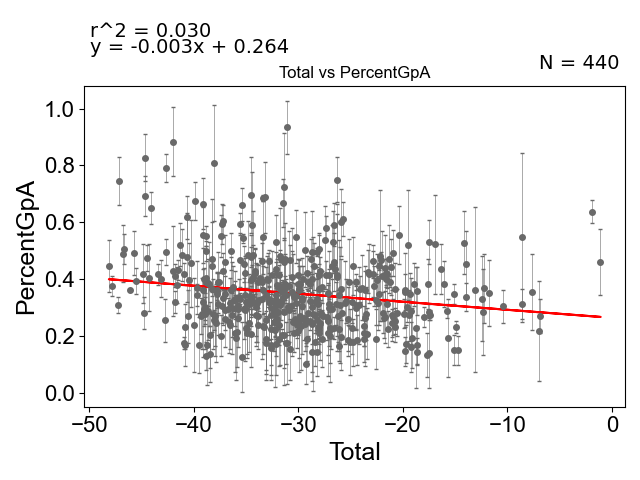 r^2 = 0.030
y = -0.003x + 0.264
N = 440
Total vs PercentGpA
PercentGpA
1.0
0.8
0.6
0.4
0.2
0.0
−50 −40 −30 −20 −10 0
Total